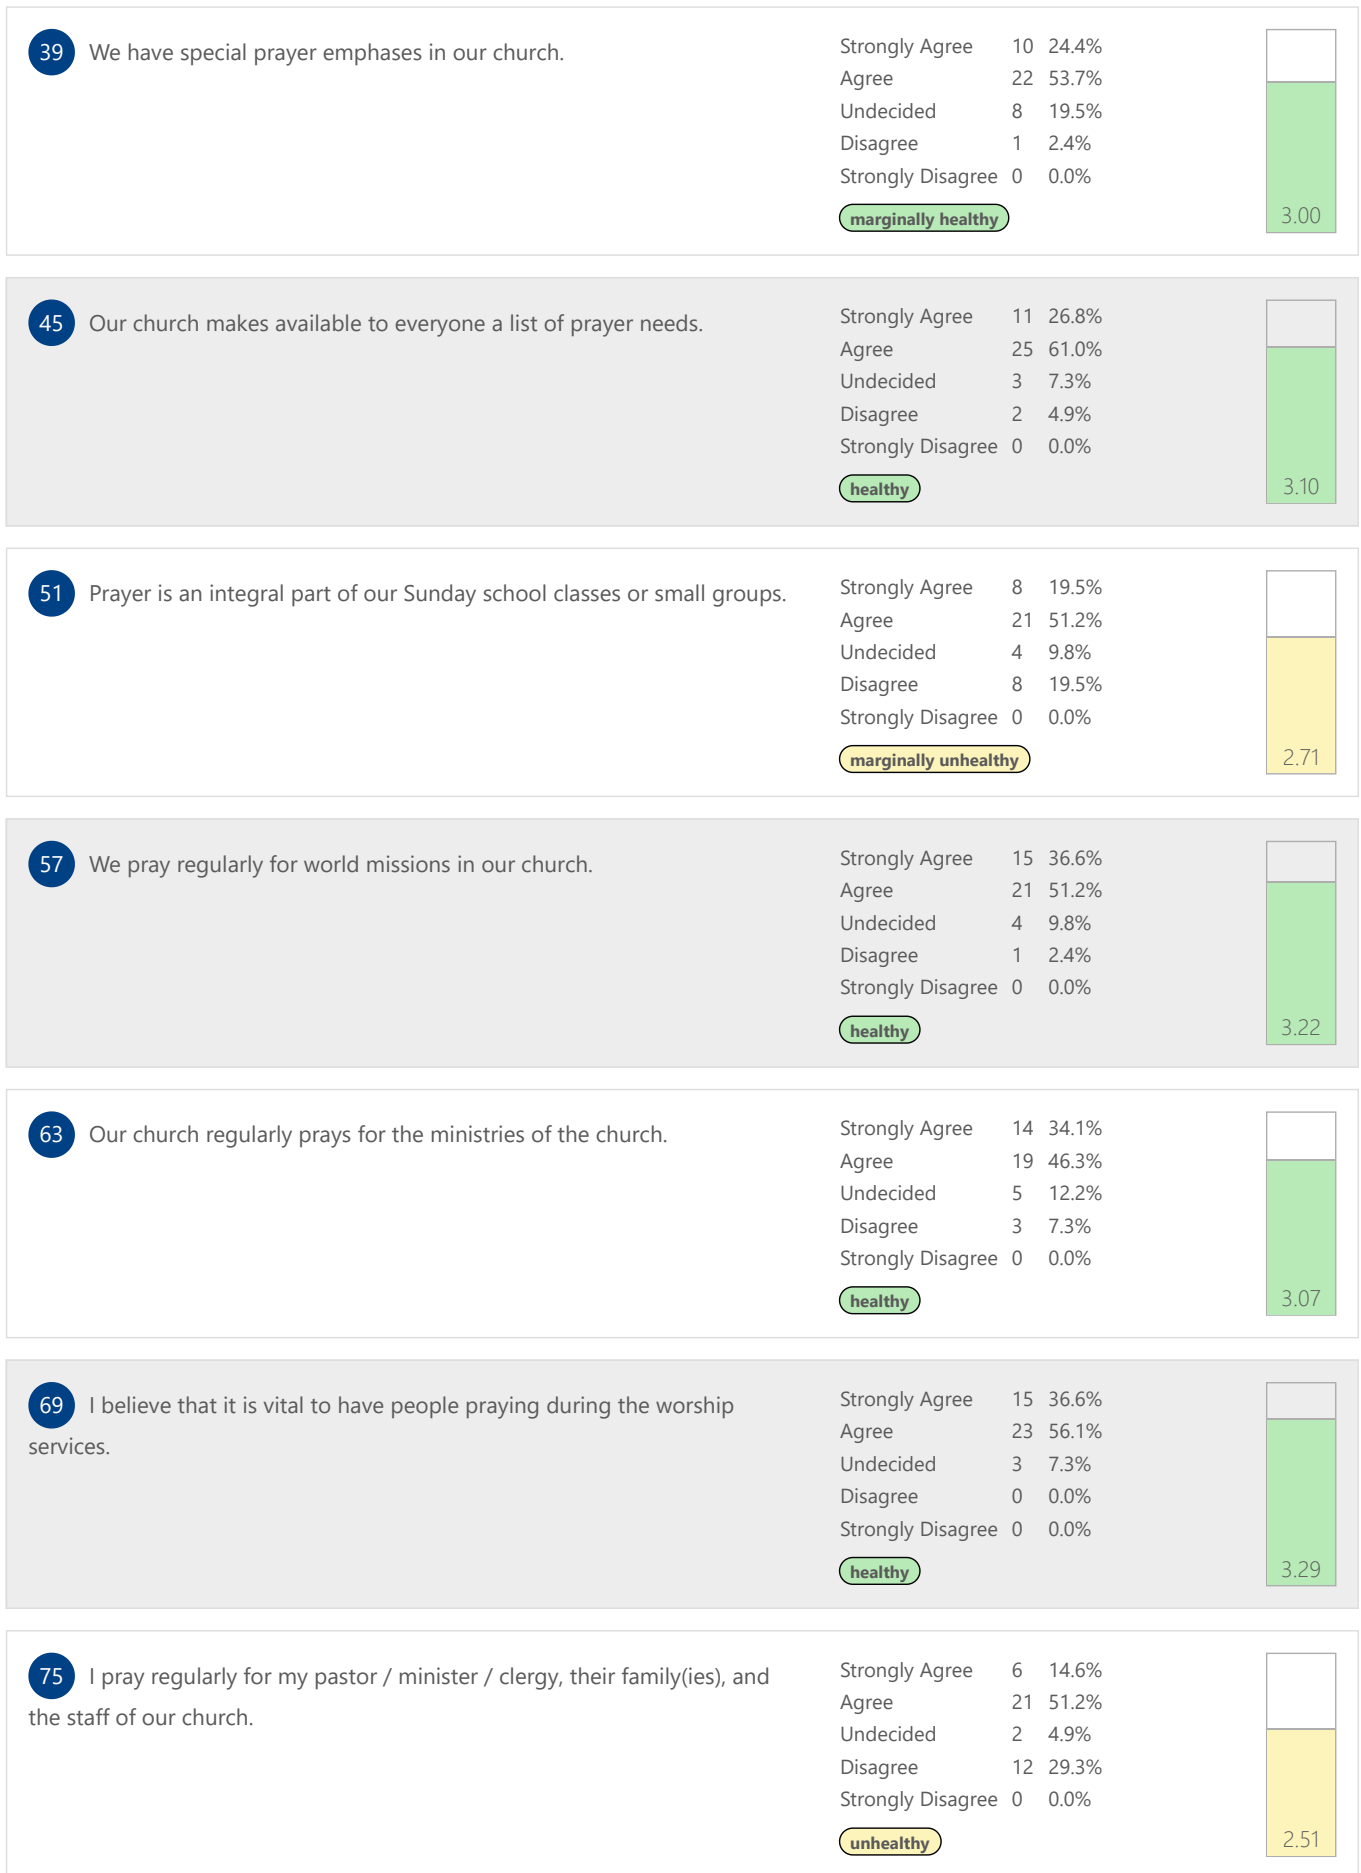 39 We have special prayer emphases in our church.
Strongly Agree 10 24.4%
Agree 22 53.7%
Undecided 8 19.5%
Disagree 1 2.4%
Strongly Disagree 0 0.0%
marginally healthy
3.00
45 Our church makes available to everyone a list of prayer needs.
Strongly Agree 11 26.8%
Agree 25 61.0%
Undecided 3 7.3%
Disagree 2 4.9%
Strongly Disagree 0 0.0%
healthy
3.10
51 Prayer is an integral part of our Sunday school classes or small groups.
Strongly Agree 8 19.5%
Agree 21 51.2%
Undecided 4 9.8%
Disagree 8 19.5%
Strongly Disagree 0 0.0%
marginally unhealthy
2.71
57 We pray regularly for world missions in our church.
Strongly Agree 15 36.6%
Agree 21 51.2%
Undecided 4 9.8%
Disagree 1 2.4%
Strongly Disagree 0 0.0%
healthy
3.22
63 Our church regularly prays for the ministries of the church.
Strongly Agree 14 34.1%
Agree 19 46.3%
Undecided 5 12.2%
Disagree 3 7.3%
Strongly Disagree 0 0.0%
healthy
3.07
69 I believe that it is vital to have people praying during the worship
services.
Strongly Agree 15 36.6%
Agree 23 56.1%
Undecided 3 7.3%
Disagree 0 0.0%
Strongly Disagree 0 0.0%
healthy
3.29
75 I pray regularly for my pastor / minister / clergy, their family(ies), and
the staff of our church.
Strongly Agree 6 14.6%
Agree 21 51.2%
Undecided 2 4.9%
Disagree 12 29.3%
Strongly Disagree 0 0.0%
unhealthy
2.51